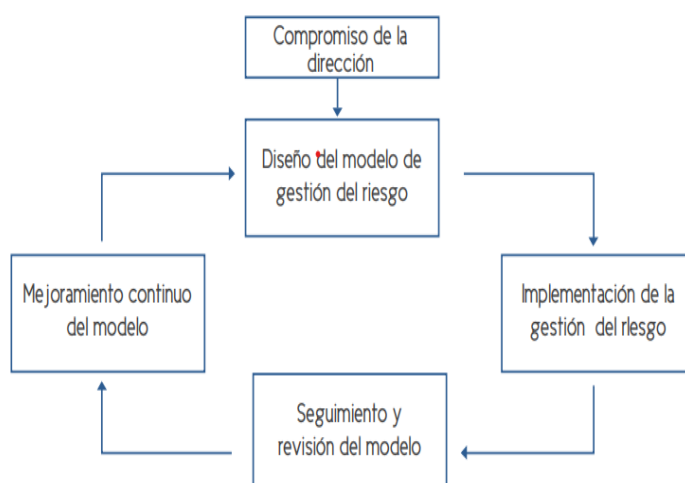 Compromiso de la
dirección
Diseño del modelo de
gestión del riesgo
Mejoramiento continuo
del modelo
Implementación de la
gestión del rIesgo
Seguimiento y
revisión del modelo